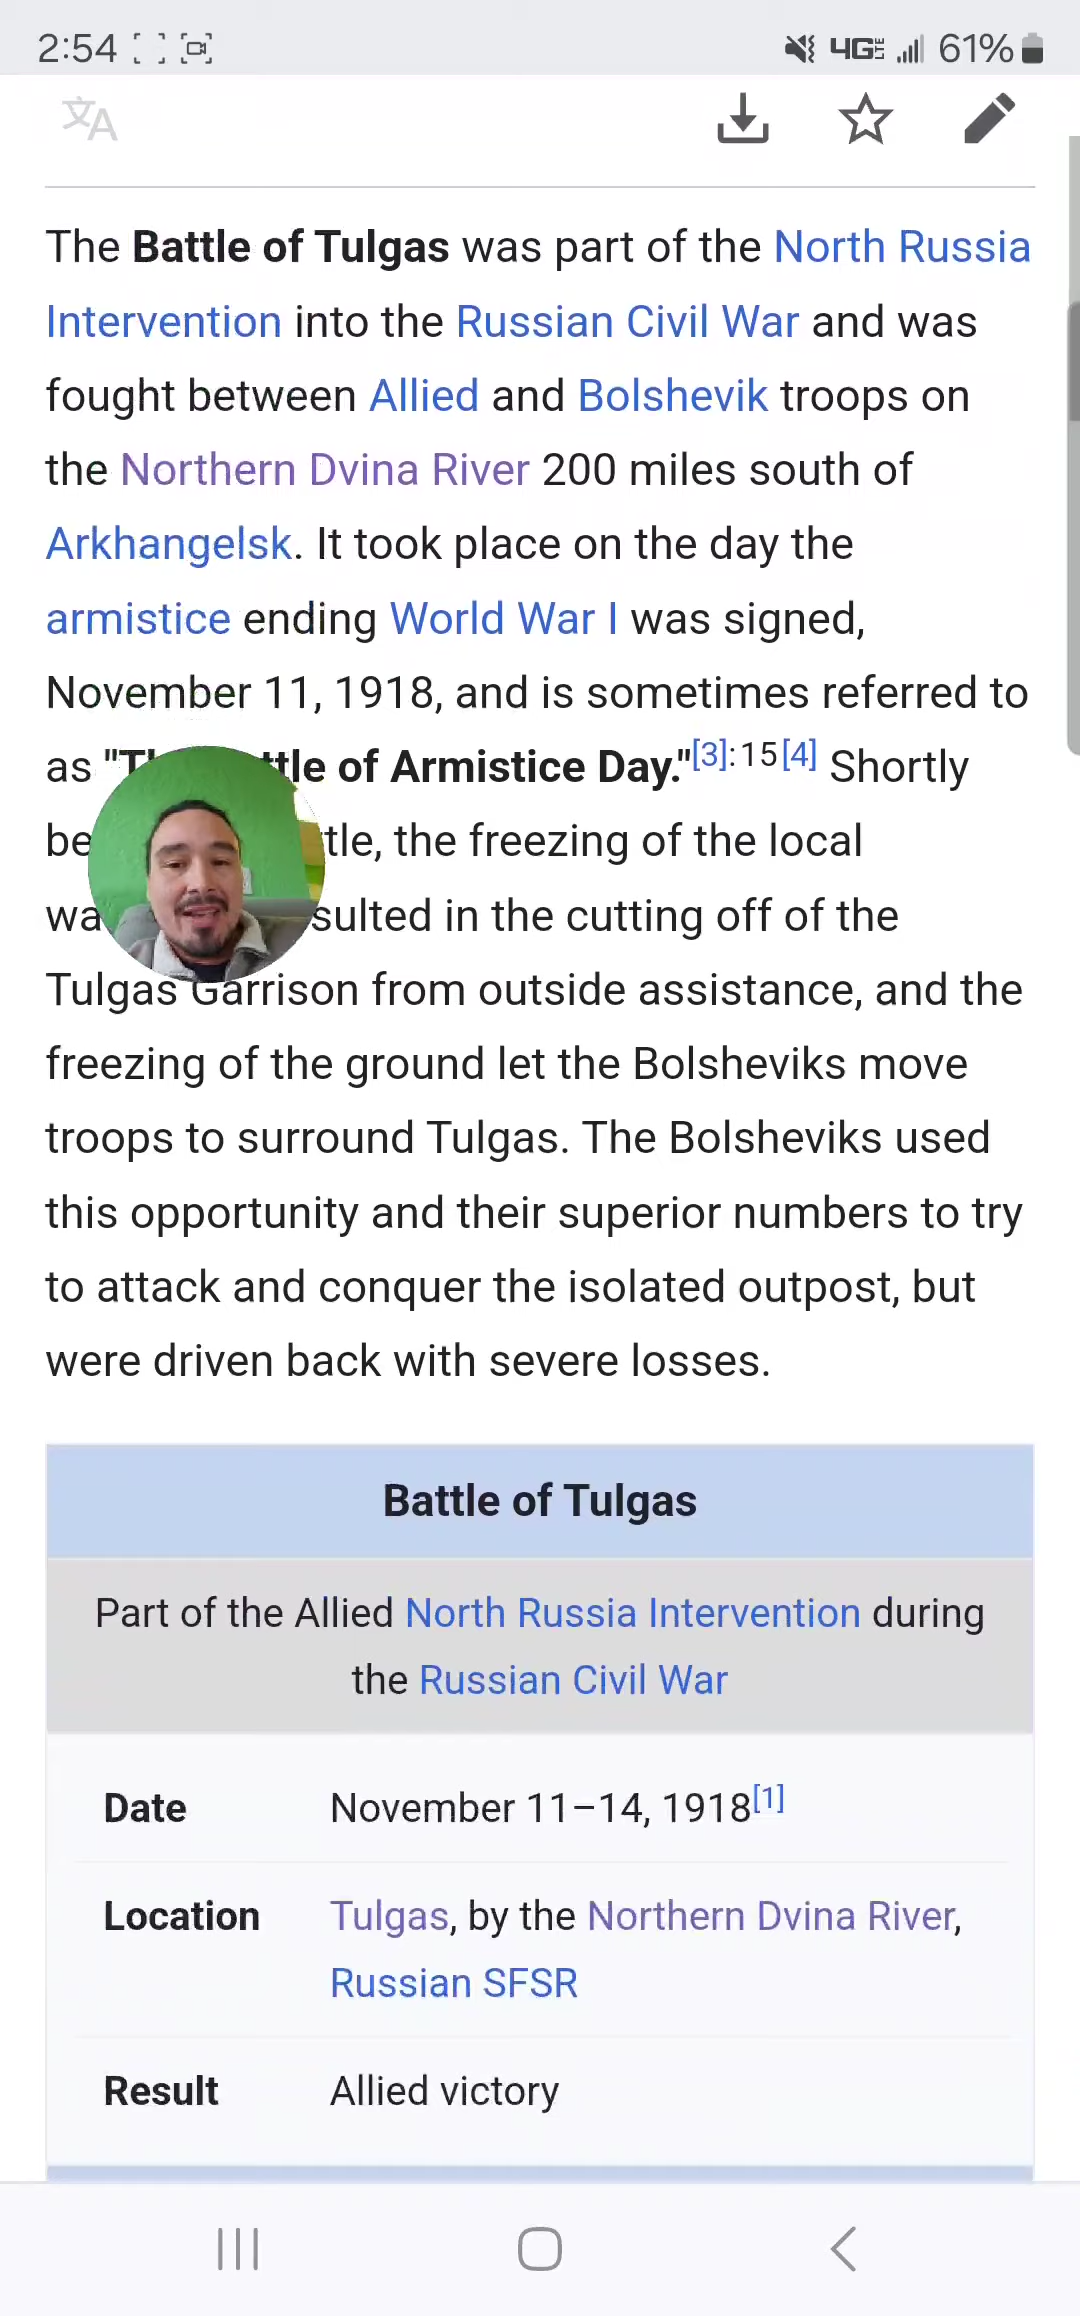 2:54 4G LTE 61%
The Battle of Tulgas was part of the North Russia
Intervention into the Russian Civil War and was
fought between Allied and Bolshevik troops on
the Northern Dvina River 200 miles south of
Arkhangelsk. It took place on the day the
armistice ending World War I was signed,
November 11, 1918, and is sometimes referred to
as "T tle of Armistice Day."[3]:15[4] Shortly
be tle, the freezing of the local
wa sulted in the cutting off of the
Tulgas Garrison from outside assistance, and the
freezing of the ground let the Bolsheviks move
troops to surround Tulgas. The Bolsheviks used
this opportunity and their superior numbers to try
to attack and conquer the isolated outpost, but
were driven back with severe losses.
Battle of Tulgas
Part of the Allied North Russia Intervention during
the Russian Civil War
Date November 11–14, 1918[1]
Location Tulgas, by the Northern Dvina River,
Russian SFSR
Result Allied victory